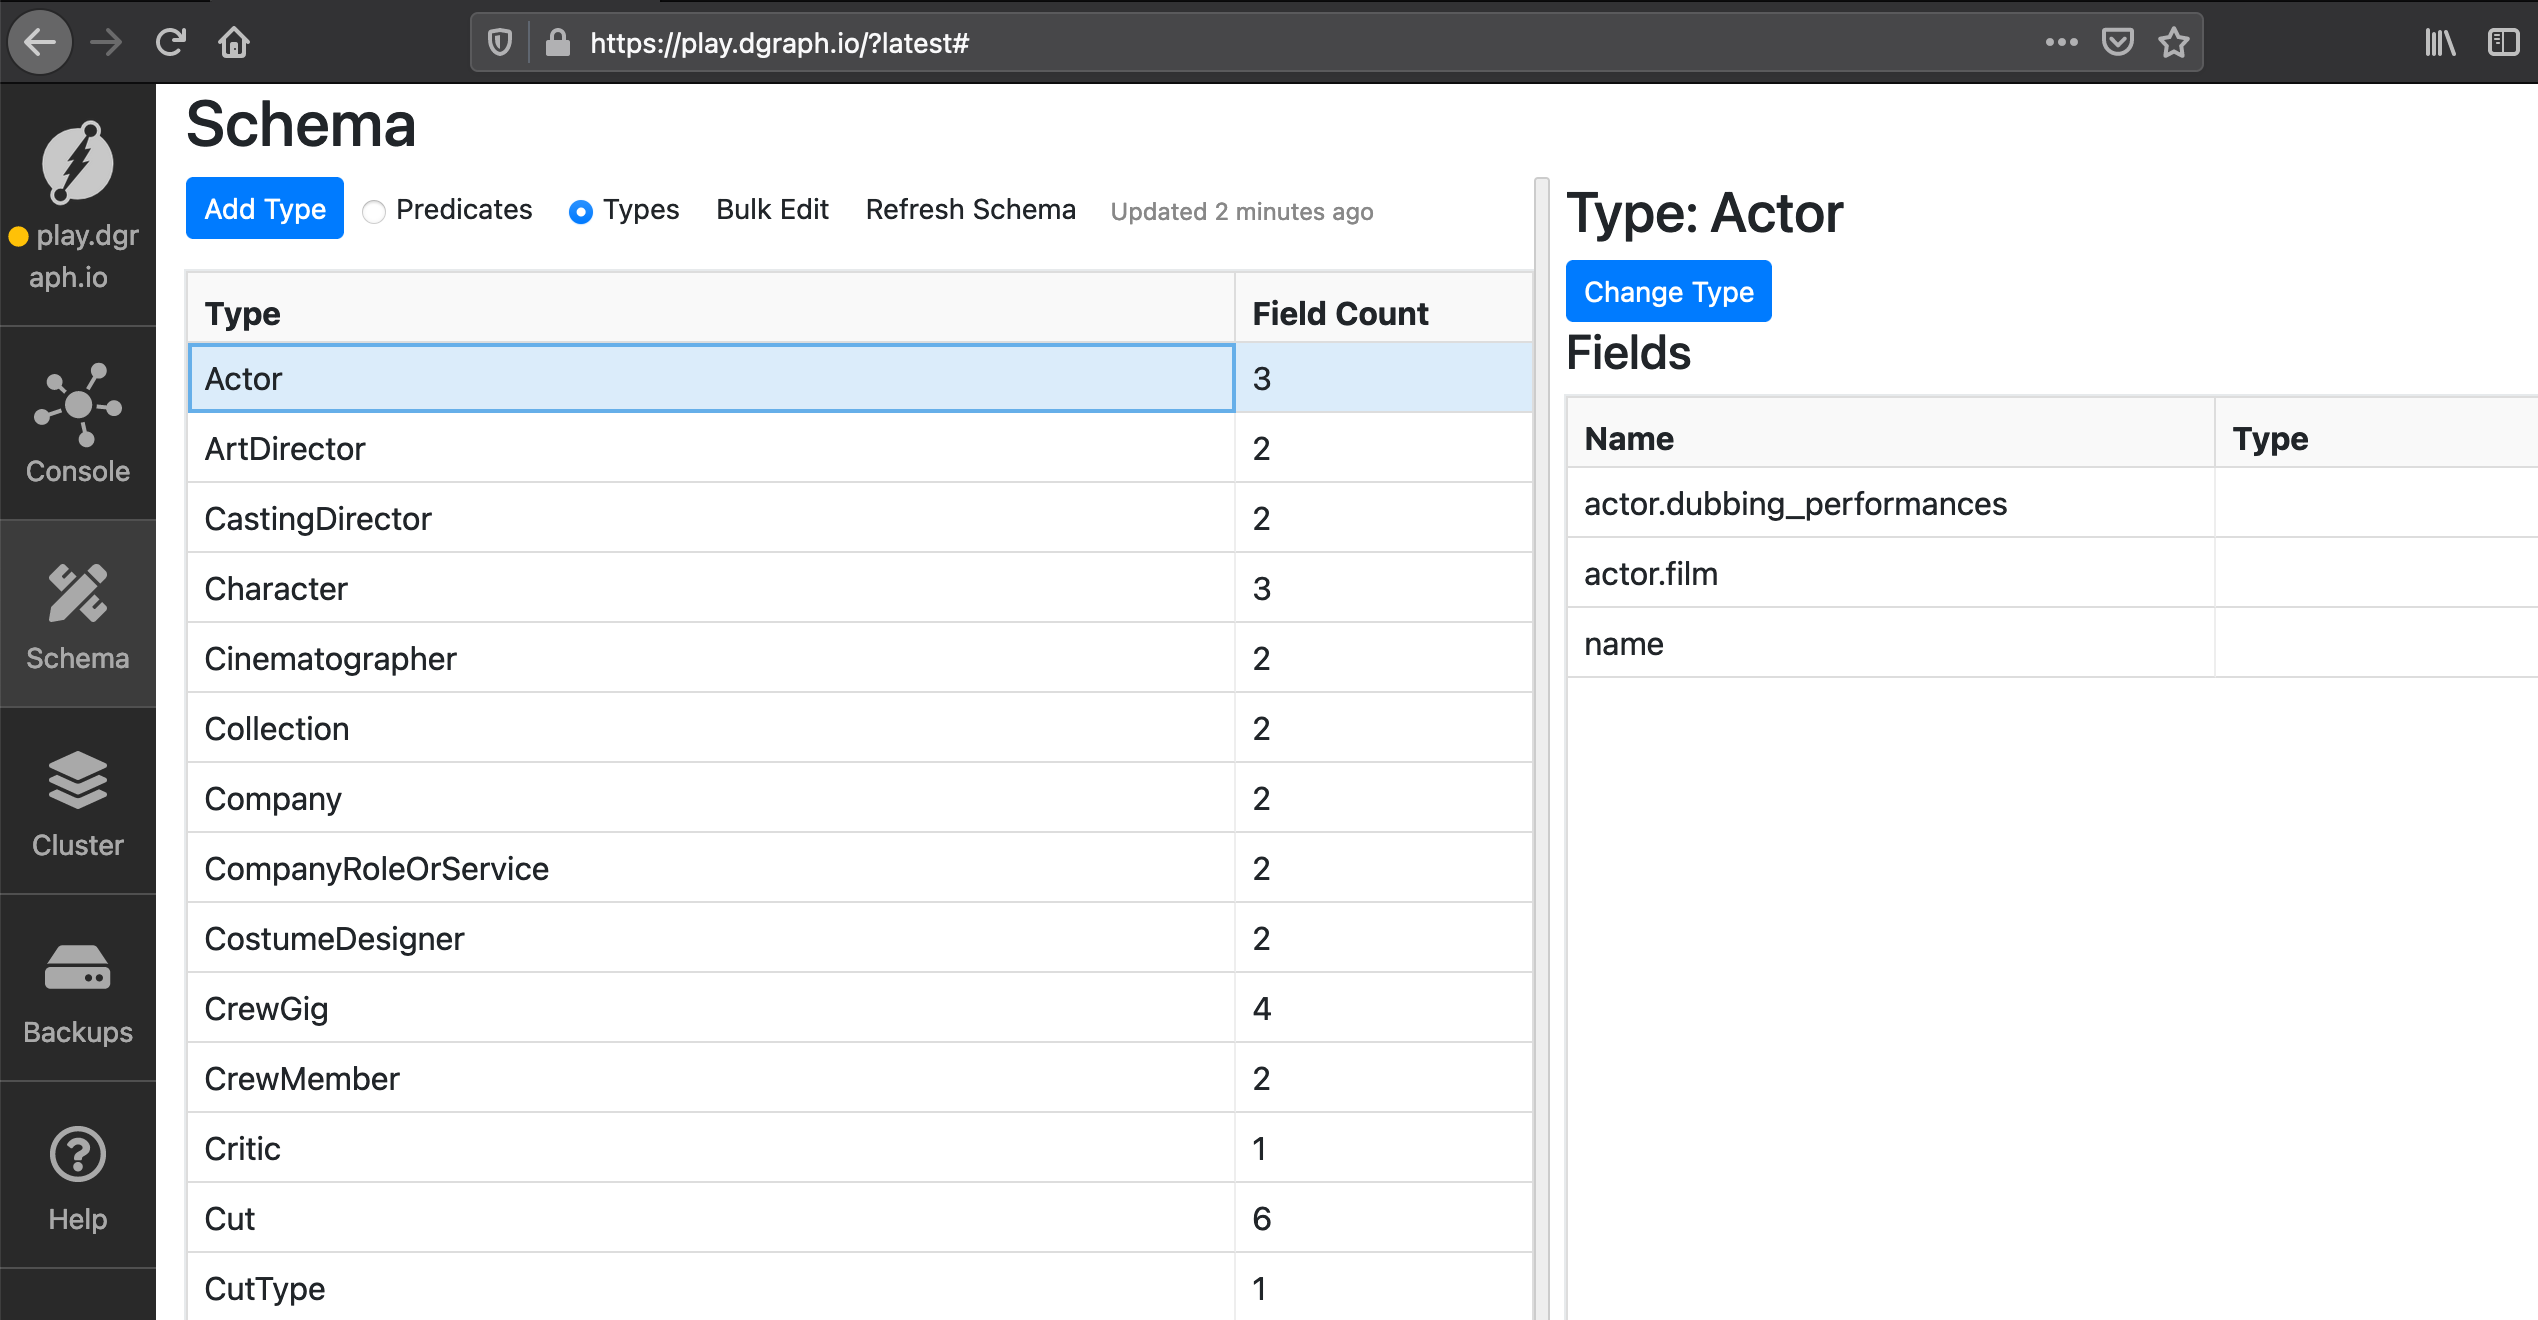 https://play.dgraph.io/?latest#
play.dgr
aph.io
Console
Schema
Cluster
Backups
Help
Schema
Add Type Predicates Types Bulk Edit Refresh Schema Updated 2 minutes ago
Type Field Count
Actor 3
ArtDirector 2
CastingDirector 2
Character 3
Cinematographer 2
Collection 2
Company 2
CompanyRoleOrService 2
CostumeDesigner 2
CrewGig 4
CrewMember 2
Critic 1
Cut 6
CutType 1
Type: Actor
Change Type
Fields
Name Type
actor.dubbing_performances
actor.film
name